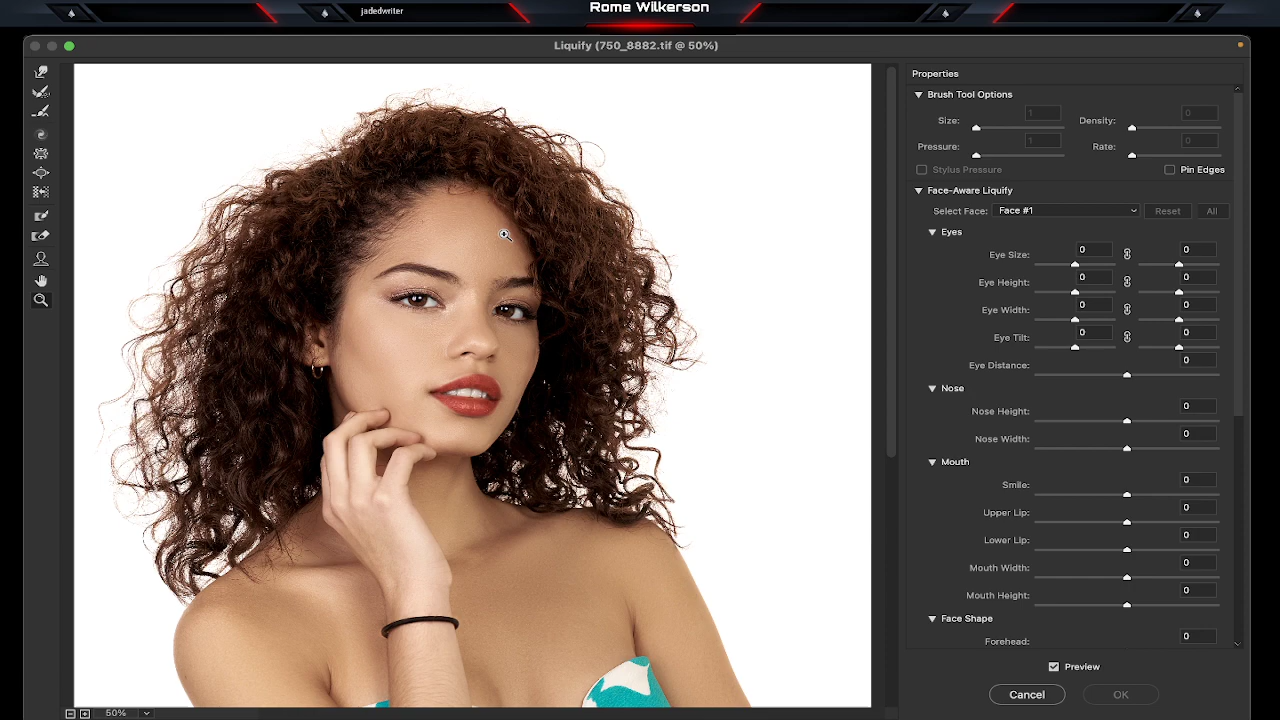 jadedwriter
Rome Wilkerson
Liquify (750_8882.tif @ 50%)
Properties
Brush Tool Options
Size: 1 Density: 0
Pressure: 1 Rate: 0
Stylus Pressure Pin Edges
Face-Aware Liquify
Select Face: Face #1 Reset All
Eyes
Eye Size: 0 0
Eye Height: 0 0
Eye Width: 0 0
Eye Tilt: 0 0
Eye Distance: 0
Nose
Nose Height: 0
Nose Width: 0
Mouth
Smile: 0
Upper Lip: 0
Lower Lip: 0
Mouth Width: 0
Mouth Height: 0
Face Shape
Forehead: 0
Preview
Cancel OK
50%